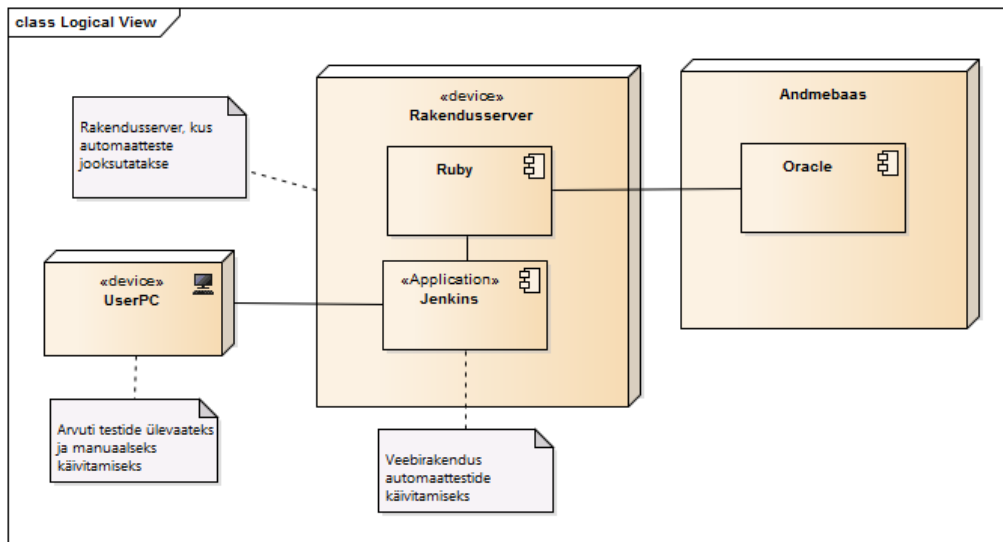 class Logical View
Rakendusserver, kus
automaatteste
jooksutatakse
«device»
Rakendusserver
Ruby
«Application»
Jenkins
Andmebaas
Oracle
«device»
UserPC
Arvuti testide ülevaateks
ja manuaalseks
käivitamiseks
Veebirakendus
automaattestide
käivitamiseks